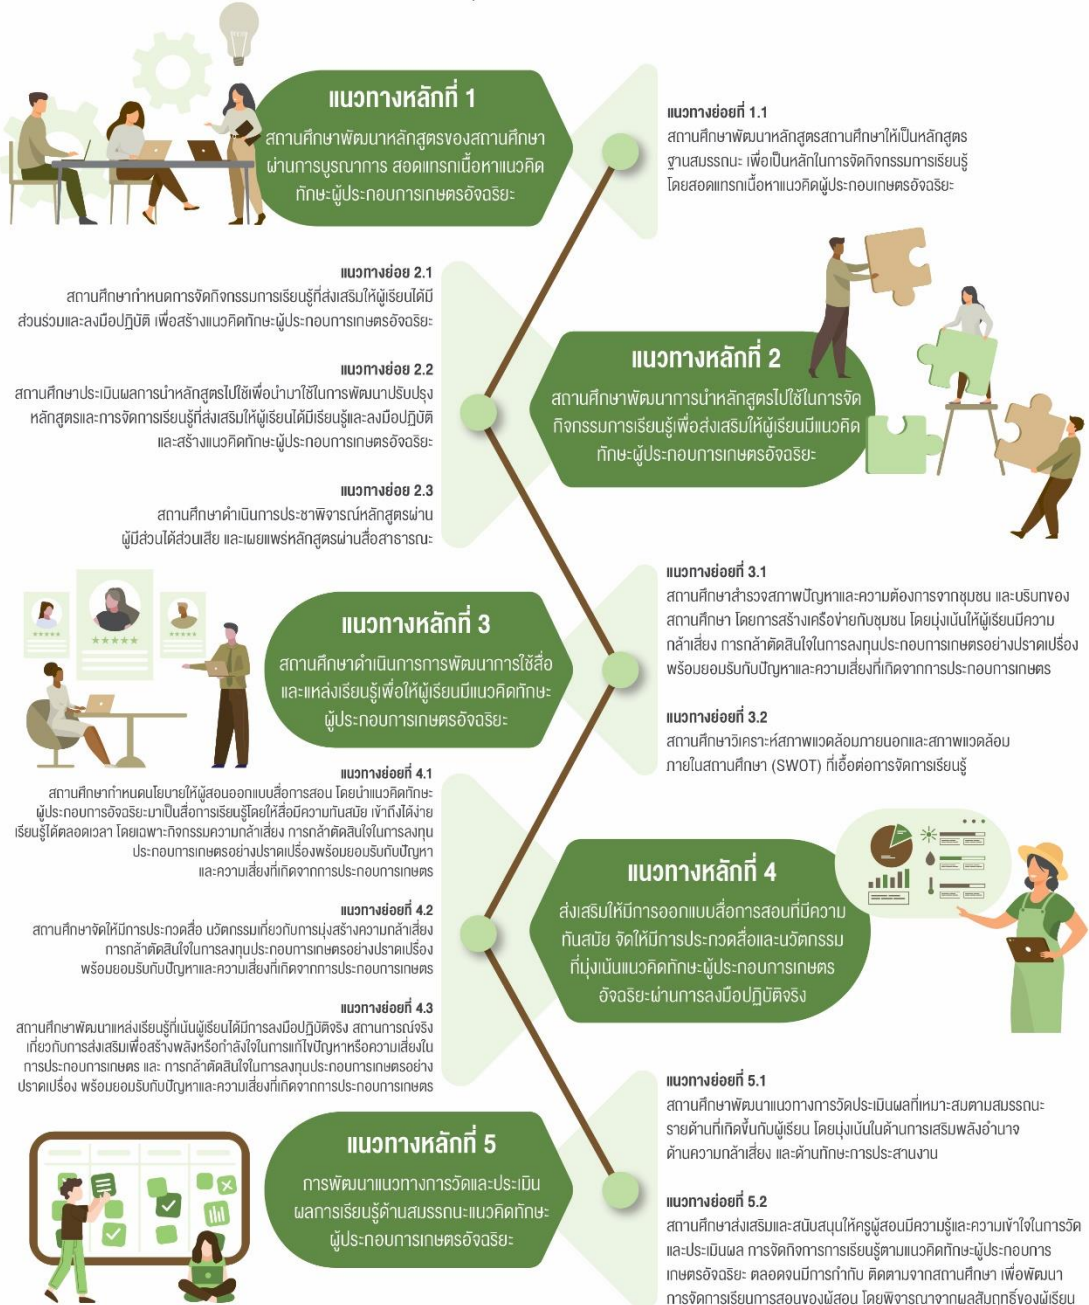 แนวทางหลักที่ 1
สถานศึกษาพัฒนาหลักสูตรของสถานศึกษา
ผ่านการบูรณาการ สอดแทรกเนื้อหาแนวคิด
ทักษะผู้ประกอบการเกษตรอัจฉริยะ
แนวทางย่อยที่ 1.1
สถานศึกษาพัฒนาหลักสูตรสถานศึกษาให้เป็นหลักสูตร
ฐานสมรรถนะ เพื่อเป็นหลักในการจัดกิจกรรมการเรียนรู้
โดยสอดแทรกเนื้อหาแนวคิดผู้ประกอบเกษตรอัจฉริยะ
แนวทางย่อย 2.1
สถานศึกษากำหนดการจัดกิจกรรมการเรียนรู้ที่ส่งเสริมให้ผู้เรียนได้มี
ส่วนร่วมและลงมือปฏิบัติ เพื่อสร้างแนวคิดทักษะผู้ประกอบการเกษตรอัจฉริยะ
แนวทางย่อย 2.2
สถานศึกษาประเมินผลการนำหลักสูตรไปใช้เพื่อนำมาใช้ในการพัฒนาปรับปรุง
หลักสูตรและการจัดการเรียนรู้ที่ส่งเสริมให้ผู้เรียนได้มีเรียนรู้และลงมือปฏิบัติ
และสร้างแนวคิดทักษะผู้ประกอบการเกษตรอัจฉริยะ
แนวทางย่อย 2.3
สถานศึกษาดำเนินการประชาพิจารณ์หลักสูตรผ่าน
ผู้มีส่วนได้ส่วนเสีย และเผยแพร่หลักสูตรผ่านสื่อสาธารณะ
แนวทางหลักที่ 2
สถานศึกษาพัฒนาการนำหลักสูตรไปใช้ในการจัด
กิจกรรมการเรียนรู้เพื่อส่งเสริมให้ผู้เรียนมีแนวคิด
ทักษะผู้ประกอบการเกษตรอัจฉริยะ
แนวทางหลักที่ 3
สถานศึกษาดำเนินการการพัฒนาการใช้สื่อ
และแหล่งเรียนรู้เพื่อให้ผู้เรียนมีแนวคิดทักษะ
ผู้ประกอบการเกษตรอัจฉริยะ
แนวทางย่อยที่ 3.1
สถานศึกษาสำรวจสภาพปัญหาและความต้องการจากชุมชน และบริบทของ
สถานศึกษา โดยการสร้างเครือข่ายกับชุมชน โดยมุ่งเน้นให้ผู้เรียนมีความ
กล้าเสี่ยง การกล้าตัดสินใจในการลงทุนประกอบการเกษตรอย่างปราดเปรื่อง
พร้อมยอมรับกับปัญหาและความเสี่ยงที่เกิดจากการประกอบการเกษตร
แนวทางย่อยที่ 3.2
สถานศึกษาวิเคราะห์สภาพแวดล้อมภายนอกและสภาพแวดล้อม
ภายในสถานศึกษา (SWOT) ที่เอื้อต่อการจัดการเรียนรู้
แนวทางย่อยที่ 4.1
สถานศึกษากำหนดนโยบายให้ผู้สอนออกแบบสื่อการสอน โดยนำแนวคิดทักษะ
ผู้ประกอบการอัจฉริยะมาเป็นสื่อการเรียนรู้โดยให้สื่อมีความทันสมัย เข้าถึงได้ง่าย
เรียนรู้ได้ตลอดเวลา โดยเฉพาะกิจกรรมความกล้าเสี่ยง การกล้าตัดสินใจในการลงทุน
ประกอบการเกษตรอย่างปราดเปรื่องพร้อมยอมรับกับปัญหา
และความเสี่ยงที่เกิดจากการประกอบการเกษตร
แนวทางย่อยที่ 4.2
สถานศึกษาจัดให้มีการประกวดสื่อ นวัตกรรมเกี่ยวกับการมุ่งสร้างความกล้าเสี่ยง
การกล้าตัดสินใจในการลงทุนประกอบการเกษตรอย่างปราดเปรื่อง
พร้อมยอมรับกับปัญหาและความเสี่ยงที่เกิดจากการประกอบการเกษตร
แนวทางย่อยที่ 4.3
สถานศึกษาพัฒนาแหล่งเรียนรู้ที่เน้นผู้เรียนได้มีการลงมือปฏิบัติจริง สถานการณ์จริง
เกี่ยวกับการส่งเสริมเพื่อสร้างพลังหรือกำลังใจในการแก้ไขปัญหาหรือความเสี่ยงใน
การประกอบการเกษตร และ การกล้าตัดสินใจในการลงทุนประกอบการเกษตรอย่าง
ปราดเปรื่อง พร้อมยอมรับกับปัญหาและความเสี่ยงที่เกิดจากการประกอบการเกษตร
แนวทางหลักที่ 4
ส่งเสริมให้มีการออกแบบสื่อการสอนที่มีความ
ทันสมัย จัดให้มีการประกวดสื่อและนวัตกรรม
ที่มุ่งเน้นแนวคิดทักษะผู้ประกอบการเกษตร
อัจฉริยะผ่านการลงมือปฏิบัติจริง
แนวทางหลักที่ 5
การพัฒนาแนวทางการวัดและประเมิน
ผลการเรียนรู้ด้านสมรรถนะแนวคิดทักษะ
ผู้ประกอบการเกษตรอัจฉริยะ
แนวทางย่อยที่ 5.1
สถานศึกษาพัฒนาแนวทางการวัดประเมินผลที่เหมาะสมตามสมรรถนะ
รายด้านที่เกิดขึ้นกับผู้เรียน โดยมุ่งเน้นในด้านการเสริมพลังอำนาจ
ด้านความกล้าเสี่ยง และด้านทักษะการประสานงาน
แนวทางย่อยที่ 5.2
สถานศึกษาส่งเสริมและสนับสนุนให้ครูผู้สอนมีความรู้และความเข้าใจในการวัด
และประเมินผล การจัดกิจการการเรียนรู้ตามแนวคิดทักษะผู้ประกอบการ
เกษตรอัจฉริยะ ตลอดจนมีการกำกับ ติดตามจากสถานศึกษา เพื่อพัฒนา
การจัดการเรียนการสอนของผู้สอน โดยพิจารณาจากผลสัมฤทธิ์ของผู้เรียน